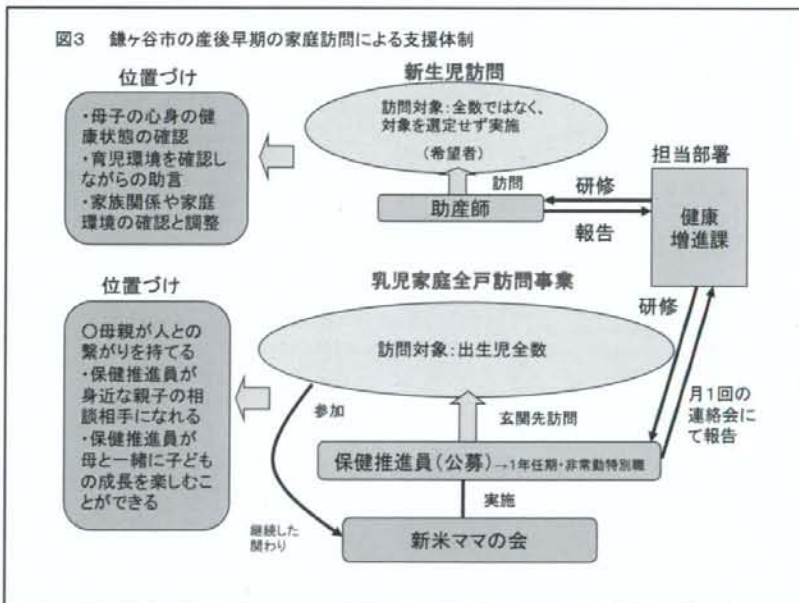 図3 鎌ヶ谷市の産後早期の家庭訪問による支援体制
位置づけ
・母子の心身の健
康状態の確認
・育児環境を確認し
ながらの助言
・家族関係や家庭
環境の確認と調整
新生児訪問
訪問対象:全数ではなく、
対象を選定せず実施
(希望者)
訪問
助産師
研修
報告
担当部署
健康
増進課
位置づけ
○母親が人との
繋がりを持てる
・保健推進員が
身近な親子の相
談相手になれる
・保健推進員が
母と一緒に子ども
の成長を楽しむこ
とができる
乳児家庭全戸訪問事業
訪問対象:出生児全数
研修
月1回の
連絡会に
て報告
参加
玄関先訪問
保健推進員(公募)→1年任期・非常勤特別職
実施
継続した
関わり
新米ママの会